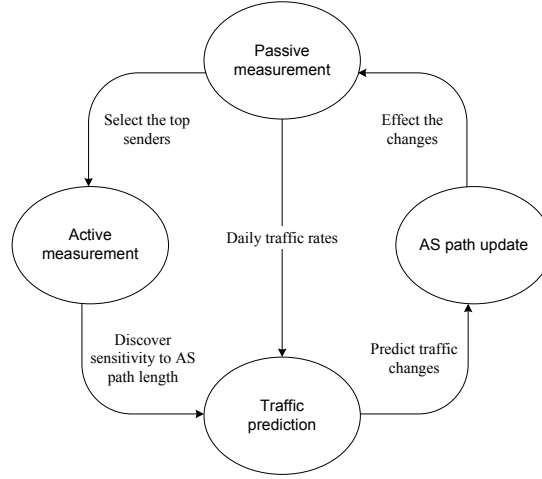 Passive
measurement
Select the top
senders
Effect the
changes
Active
measurement
Daily traffic rates
AS path update
Discover
sensitivity to AS
path length
Predict traffic
changes
Traffic
prediction